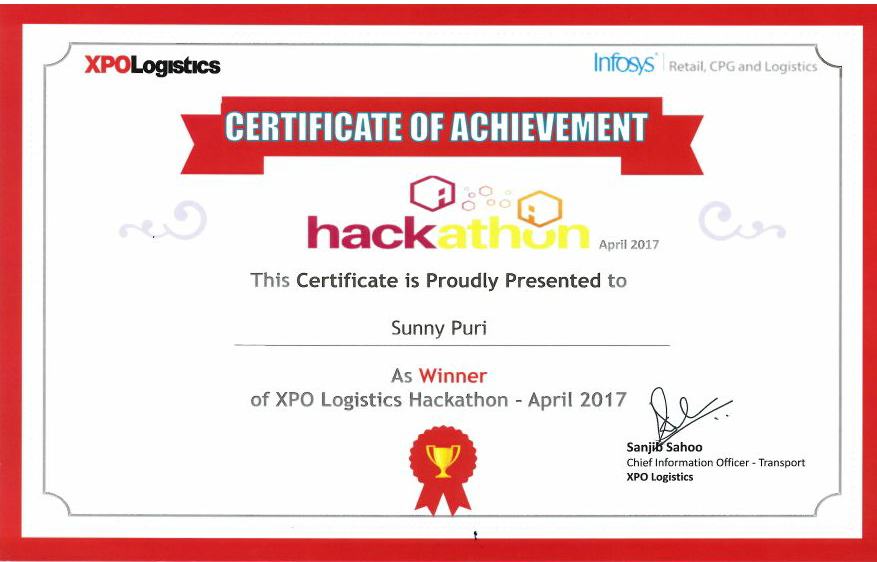 XPOLogistics
Infosys® | Retail, CPG and Logistics
CERTIFICATE OF ACHIEVEMENT
hackathon April 2017
This Certificate is Proudly Presented to
Sunny Puri
As Winner
of XPO Logistics Hackathon - April 2017
Sanjib Sahoo
Chief Information Officer - Transport
XPO Logistics